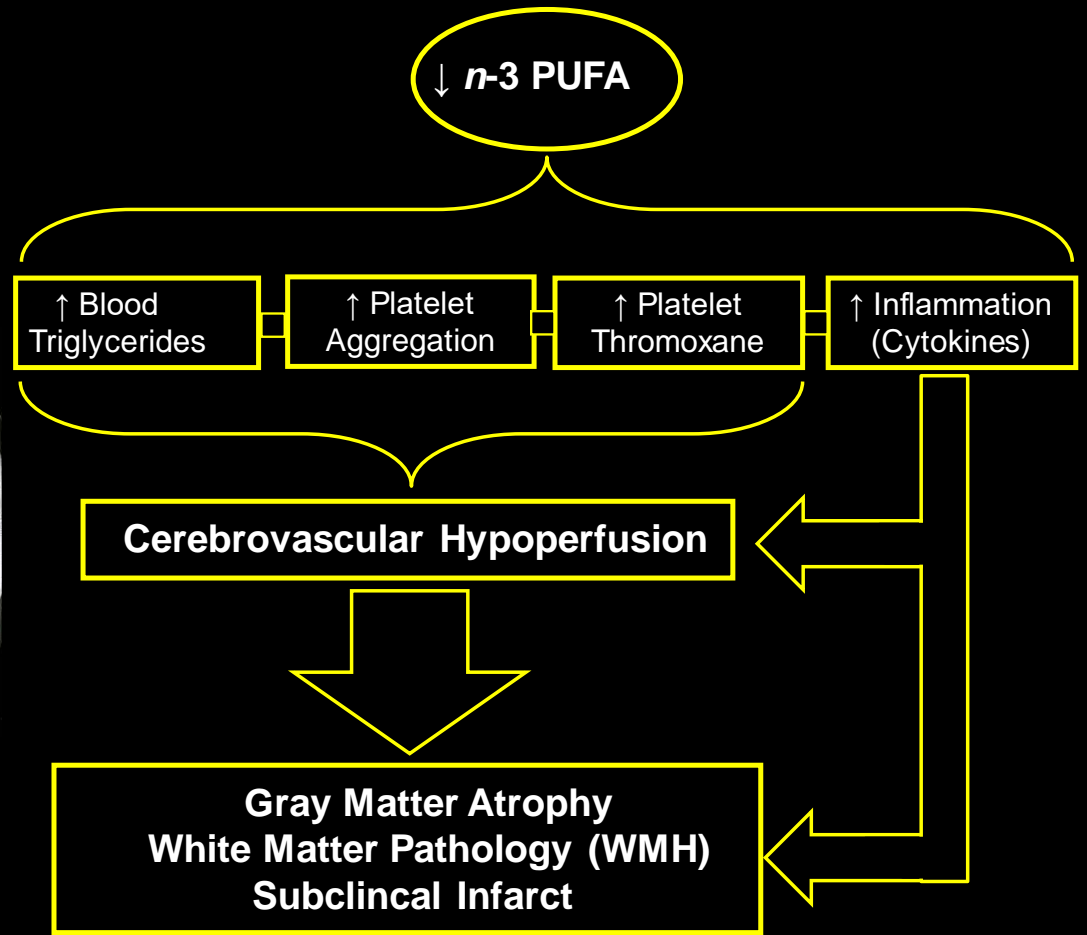 ↓ n-3 PUFA
↑ Blood
Triglycerides
↑ Platelet
Aggregation
↑ Platelet
Thromoxane
↑ Inflammation
(Cytokines)
Cerebrovascular Hypoperfusion
Gray Matter Atrophy
White Matter Pathology (WMH)
Subclincal Infarct